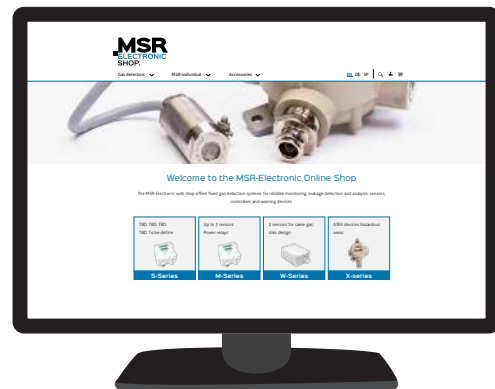 MSR
ELECTRONIC
SHOP.
Gas detectors MSR-individual Accessories EN DE SP
Welcome to the MSR-Electronic Online Shop
The MSR-Electronic web shop offers fixed gas detection systems for reliable monitoring, leakage detection and analytic sensors,
controllers and warning devices.
TBD TBD TBD
TBD To be define
S-Series
Up to 3 sensors
Power relays
M-Series
2 sensors for same gas;
slim design
W-Series
ATEX devices hazardous
areas
X-series